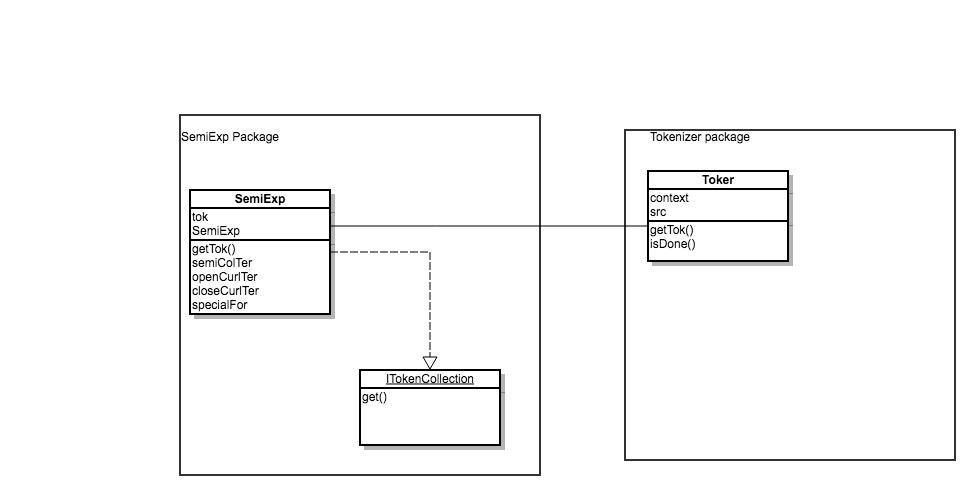 SemiExp Package
SemiExp
tok
SemiExp
getTok()
semiColTer
openCurlTer
closeCurlTer
specialFor
ITokenCollection
get()
Tokenizer package
Toker
context
src
getTok()
isDone()